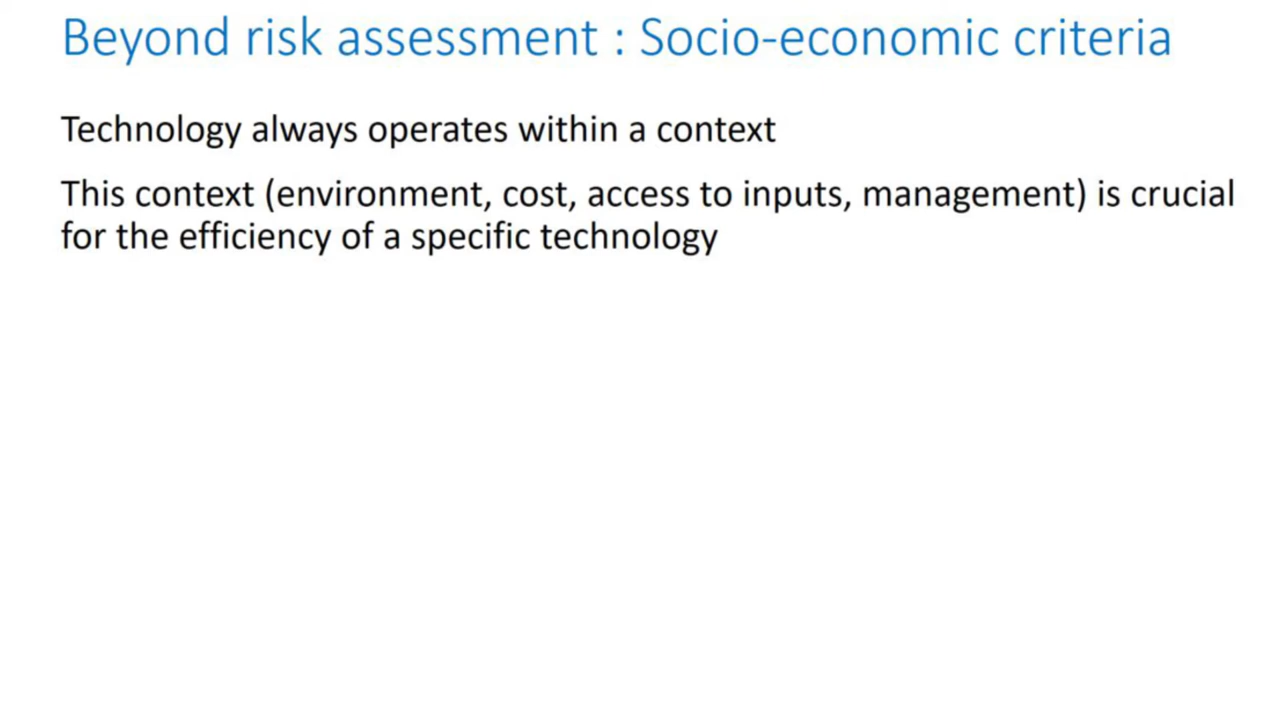 Beyond risk assessment : Socio-economic criteria
Technology always operates within a context
This context (environment, cost, access to inputs, management) is crucial
for the efficiency of a specific technology